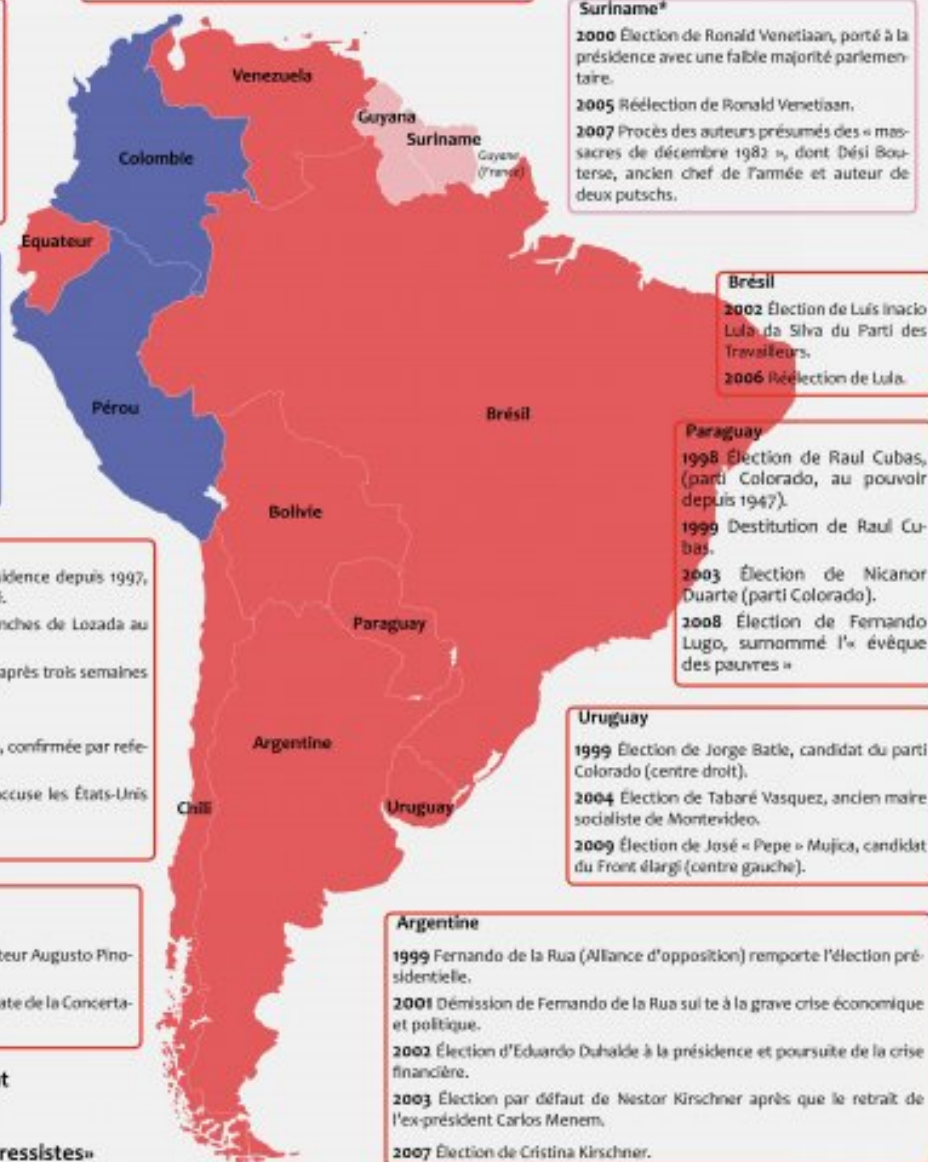 Suriname*
2000 Élection de Ronald Venetiaan, porté à la
présidence avec une faible majorité parlemen-
taire.
2005 Réélection de Ronald Venetiaan.
2007 Procès des auteurs présumés des « mas-
sacres de décembre 1982 », dont Dési Bou-
terse, ancien chef de l'armée et auteur de
deux putschs.
Venezuela
Guyana
Suriname
Guyane
(France)
Colombie
Equateur
Pérou
Brésil
Bolivie
Paraguay
Argentine
Chili
Uruguay
Brésil
2002 Élection de Luis Inacio
Lula da Silva du Parti des
Travailleurs.
2006 Réélection de Lula.
Paraguay
1998 Élection de Raul Cubas,
(parti Colorado, au pouvoir
depuis 1947).
1999 Destitution de Raul Cu-
bas.
2003 Élection de Nicanor
Duarte (parti Colorado).
2008 Élection de Fernando
Lugo, surnommé l'« évêque
des pauvres »
idence depuis 1997,
nches de Lozada au
après trois semaines
, confirmée par refe-
ccuse les États-Unis
Uruguay
1999 Élection de Jorge Batle, candidat du parti
Colorado (centre droit).
2004 Élection de Tabaré Vasquez, ancien maire
socialiste de Montevideo.
2009 Élection de José « Pepe » Mujica, candidat
du Front élargi (centre gauche).
teur Augusto Pino-
ate de la Concerta-
Argentine
1999 Fernando de la Rua (Alliance d'opposition) remporte l'élection pré-
sidentielle.
2001 Démission de Fernando de la Rua sui te à la grave crise économique
et politique.
2002 Élection d'Eduardo Duhalde à la présidence et poursuite de la crise
financière.
2003 Élection par défaut de Nestor Kirschner après que le retrait de
l'ex-président Carlos Menem.
2007 Élection de Cristina Kirschner.
t
ressistes»